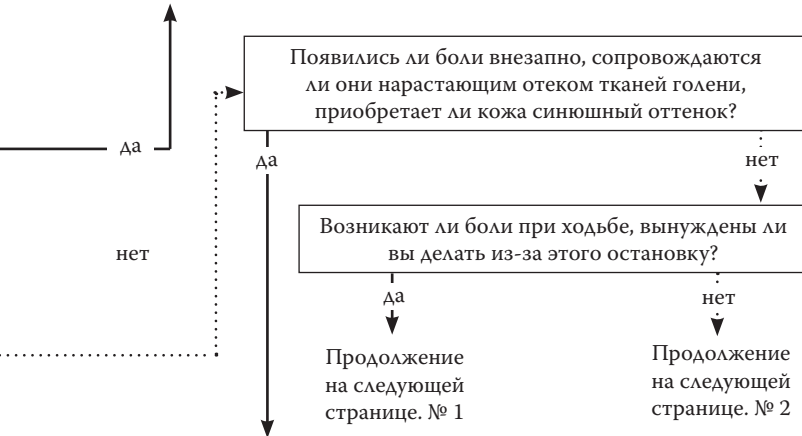 Появились ли боли внезапно, сопровождаются
ли они нарастающим отеком тканей голени,
приобретает ли кожа синюшный оттенок?
да
да
нет
Возникают ли боли при ходьбе, вынуждены ли
вы делать из-за этого остановку?
нет
да
нет
Продолжение
на следующей
странице. № 1
Продолжение
на следующей
странице. № 2